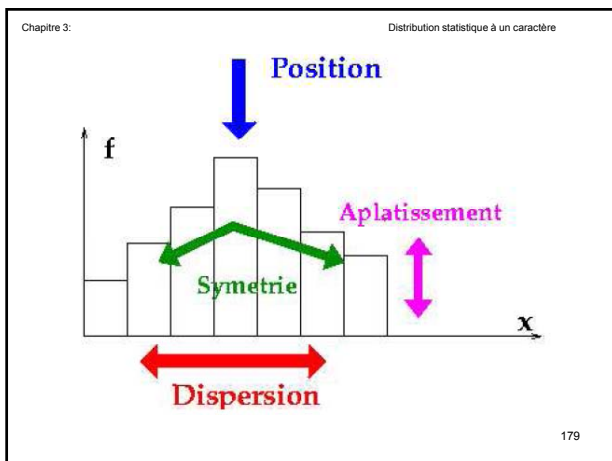 Chapitre 3: Distribution statistique à un caractère
Position
f
Aplatissement
Symetrie
x
Dispersion
179